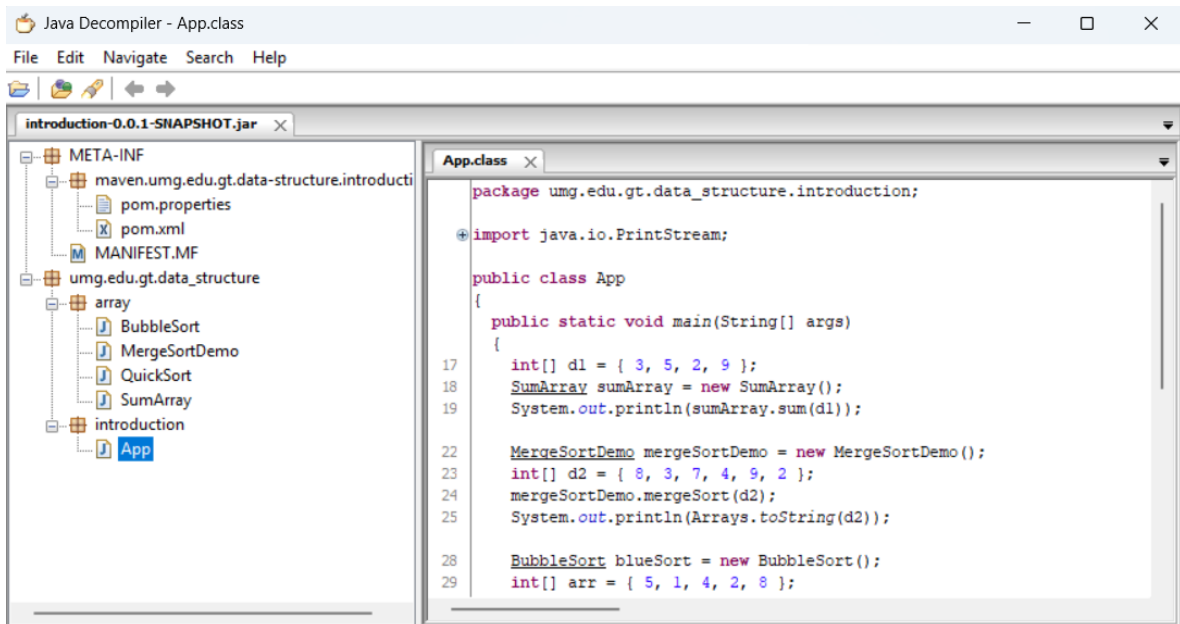 Java Decompiler - App.class
File Edit Navigate Search Help
introduction-0.0.1-SNAPSHOT.jar
META-INF
maven.umg.edu.gt.data-structure.introducti
pom.properties
pom.xml
MANIFEST.MF
umg.edu.gt.data_structure
array
BubbleSort
MergeSortDemo
QuickSort
SumArray
introduction
App
App.class
package umg.edu.gt.data_structure.introduction;
import java.io.PrintStream;
public class App
{
public static void main(String[] args)
{
17 int[] d1 = { 3, 5, 2, 9 };
18 SumArray sumArray = new SumArray();
19 System.out.println(sumArray.sum(d1));
22 MergeSortDemo mergeSortDemo = new MergeSortDemo();
23 int[] d2 = { 8, 3, 7, 4, 9, 2 };
24 mergeSortDemo.mergeSort(d2);
25 System.out.println(Arrays.toString(d2));
28 BubbleSort blueSort = new BubbleSort();
29 int[] arr = { 5, 1, 4, 2, 8 };